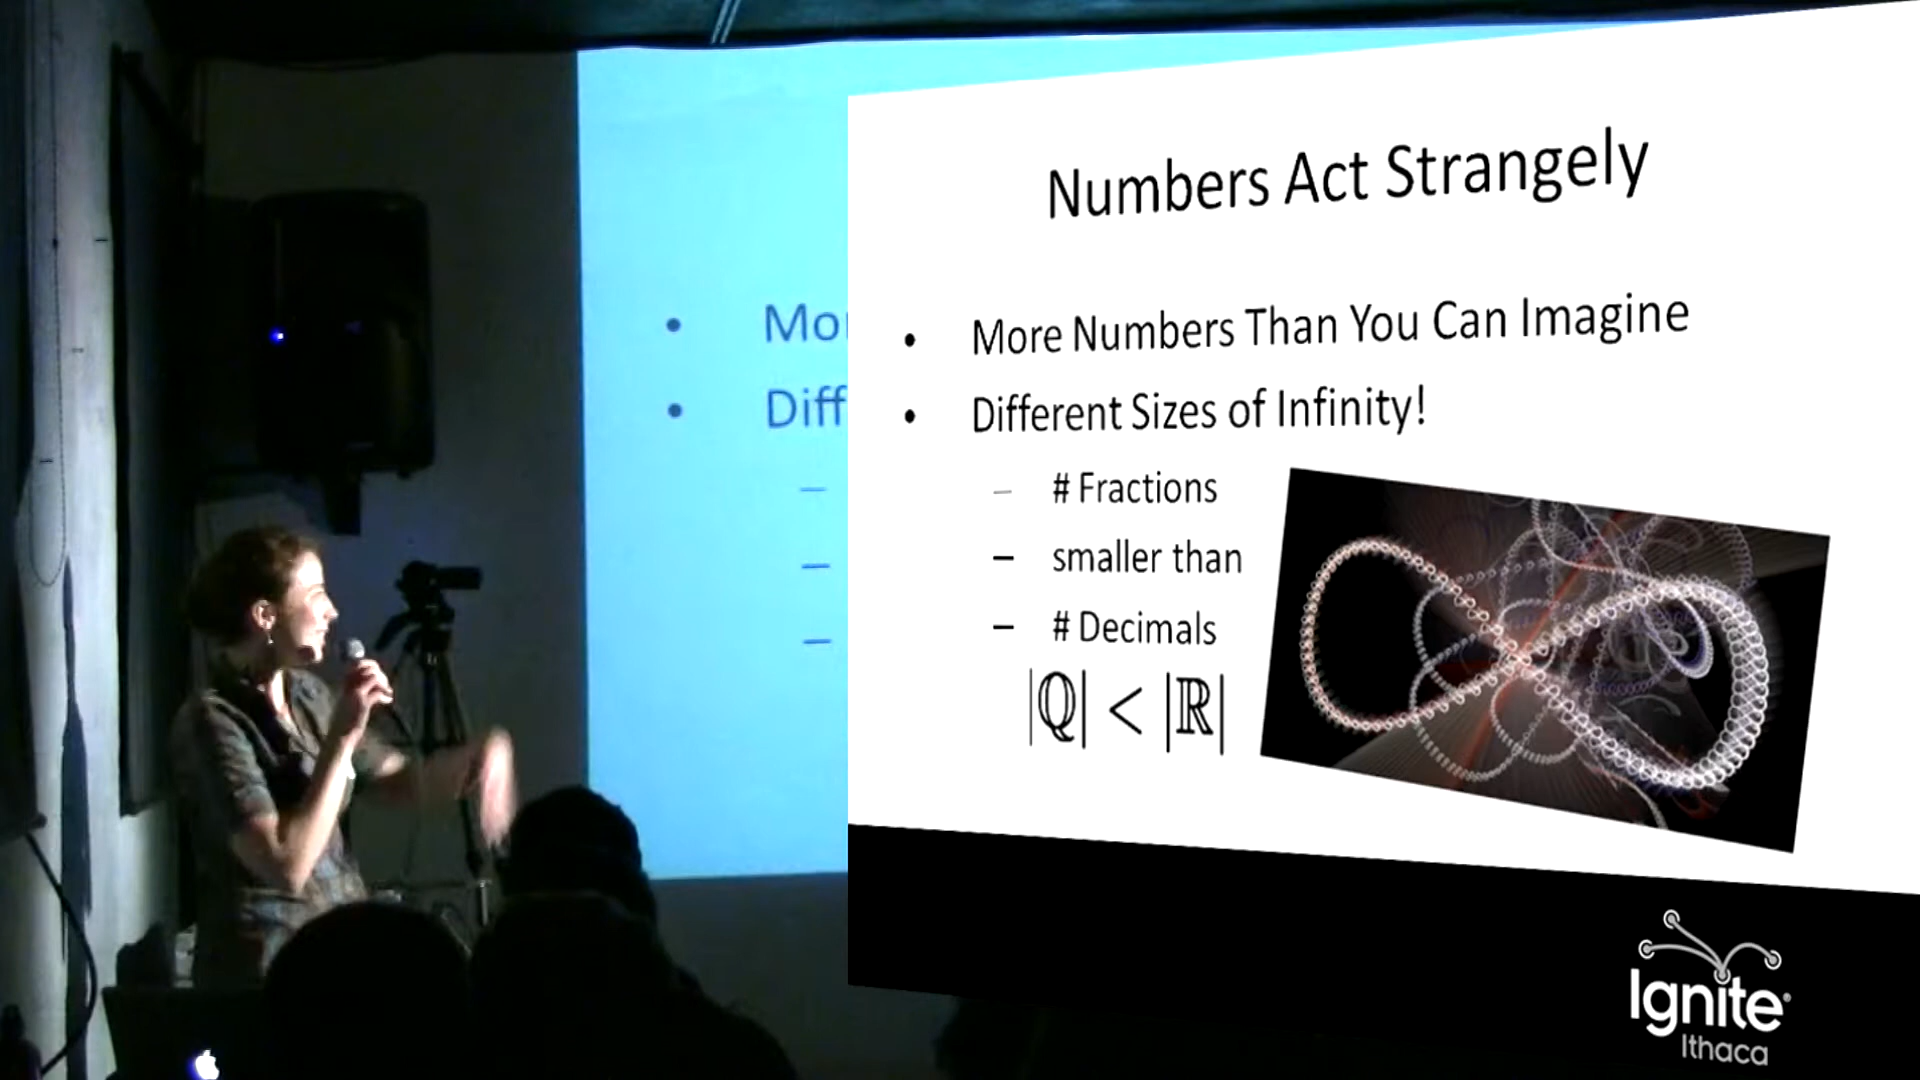 Numbers Act Strangely
• More Numbers Than You Can Imagine
• Different Sizes of Infinity!
– # Fractions
– smaller than
– # Decimals
|ℚ| < |ℝ|
• Mo
• Diff
–
–
–
Ignite®
Ithaca